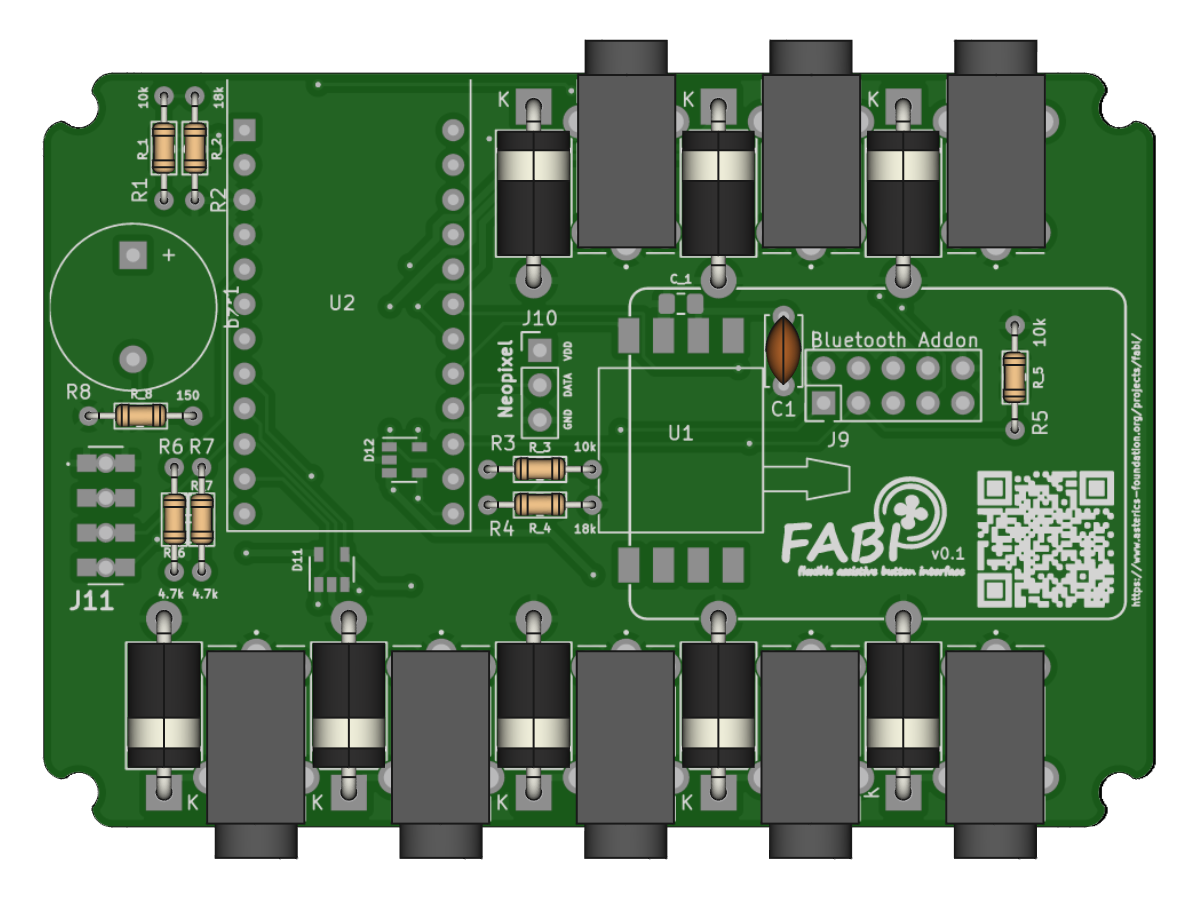 10k
18k
R_1
R_2
R1
R2
+
bz1
U2
K
K
K
C_1
J10
Neopixel
VDD
DATA
GND
Bluetooth Addon
C1
J9
10k
R_5
R5
https://www.asterics-foundation.org/projects/fabi/
R8
R_8
150
R6
R7
R_7
R_6
4.7k
4.7k
J11
D12
D11
R3
R_3
10k
R4
R_4
18k
U1
FABI
v0.1
flexible assistive button interface
K
K
K
K
K